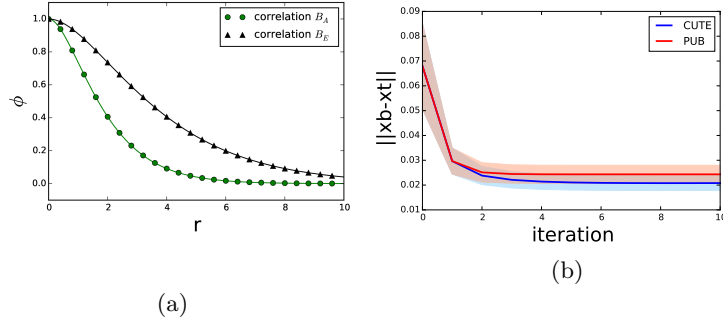 correlation B_A
correlation B_E
1.0
0.8
0.6
0.4
0.2
0.0
ϕ
0 2 4 6 8 10
r
(a)
CUTE
PUB
0.09
0.08
0.07
0.06
0.05
0.04
0.03
0.02
0.01
||xb-xt||
0 2 4 6 8 10
iteration
(b)